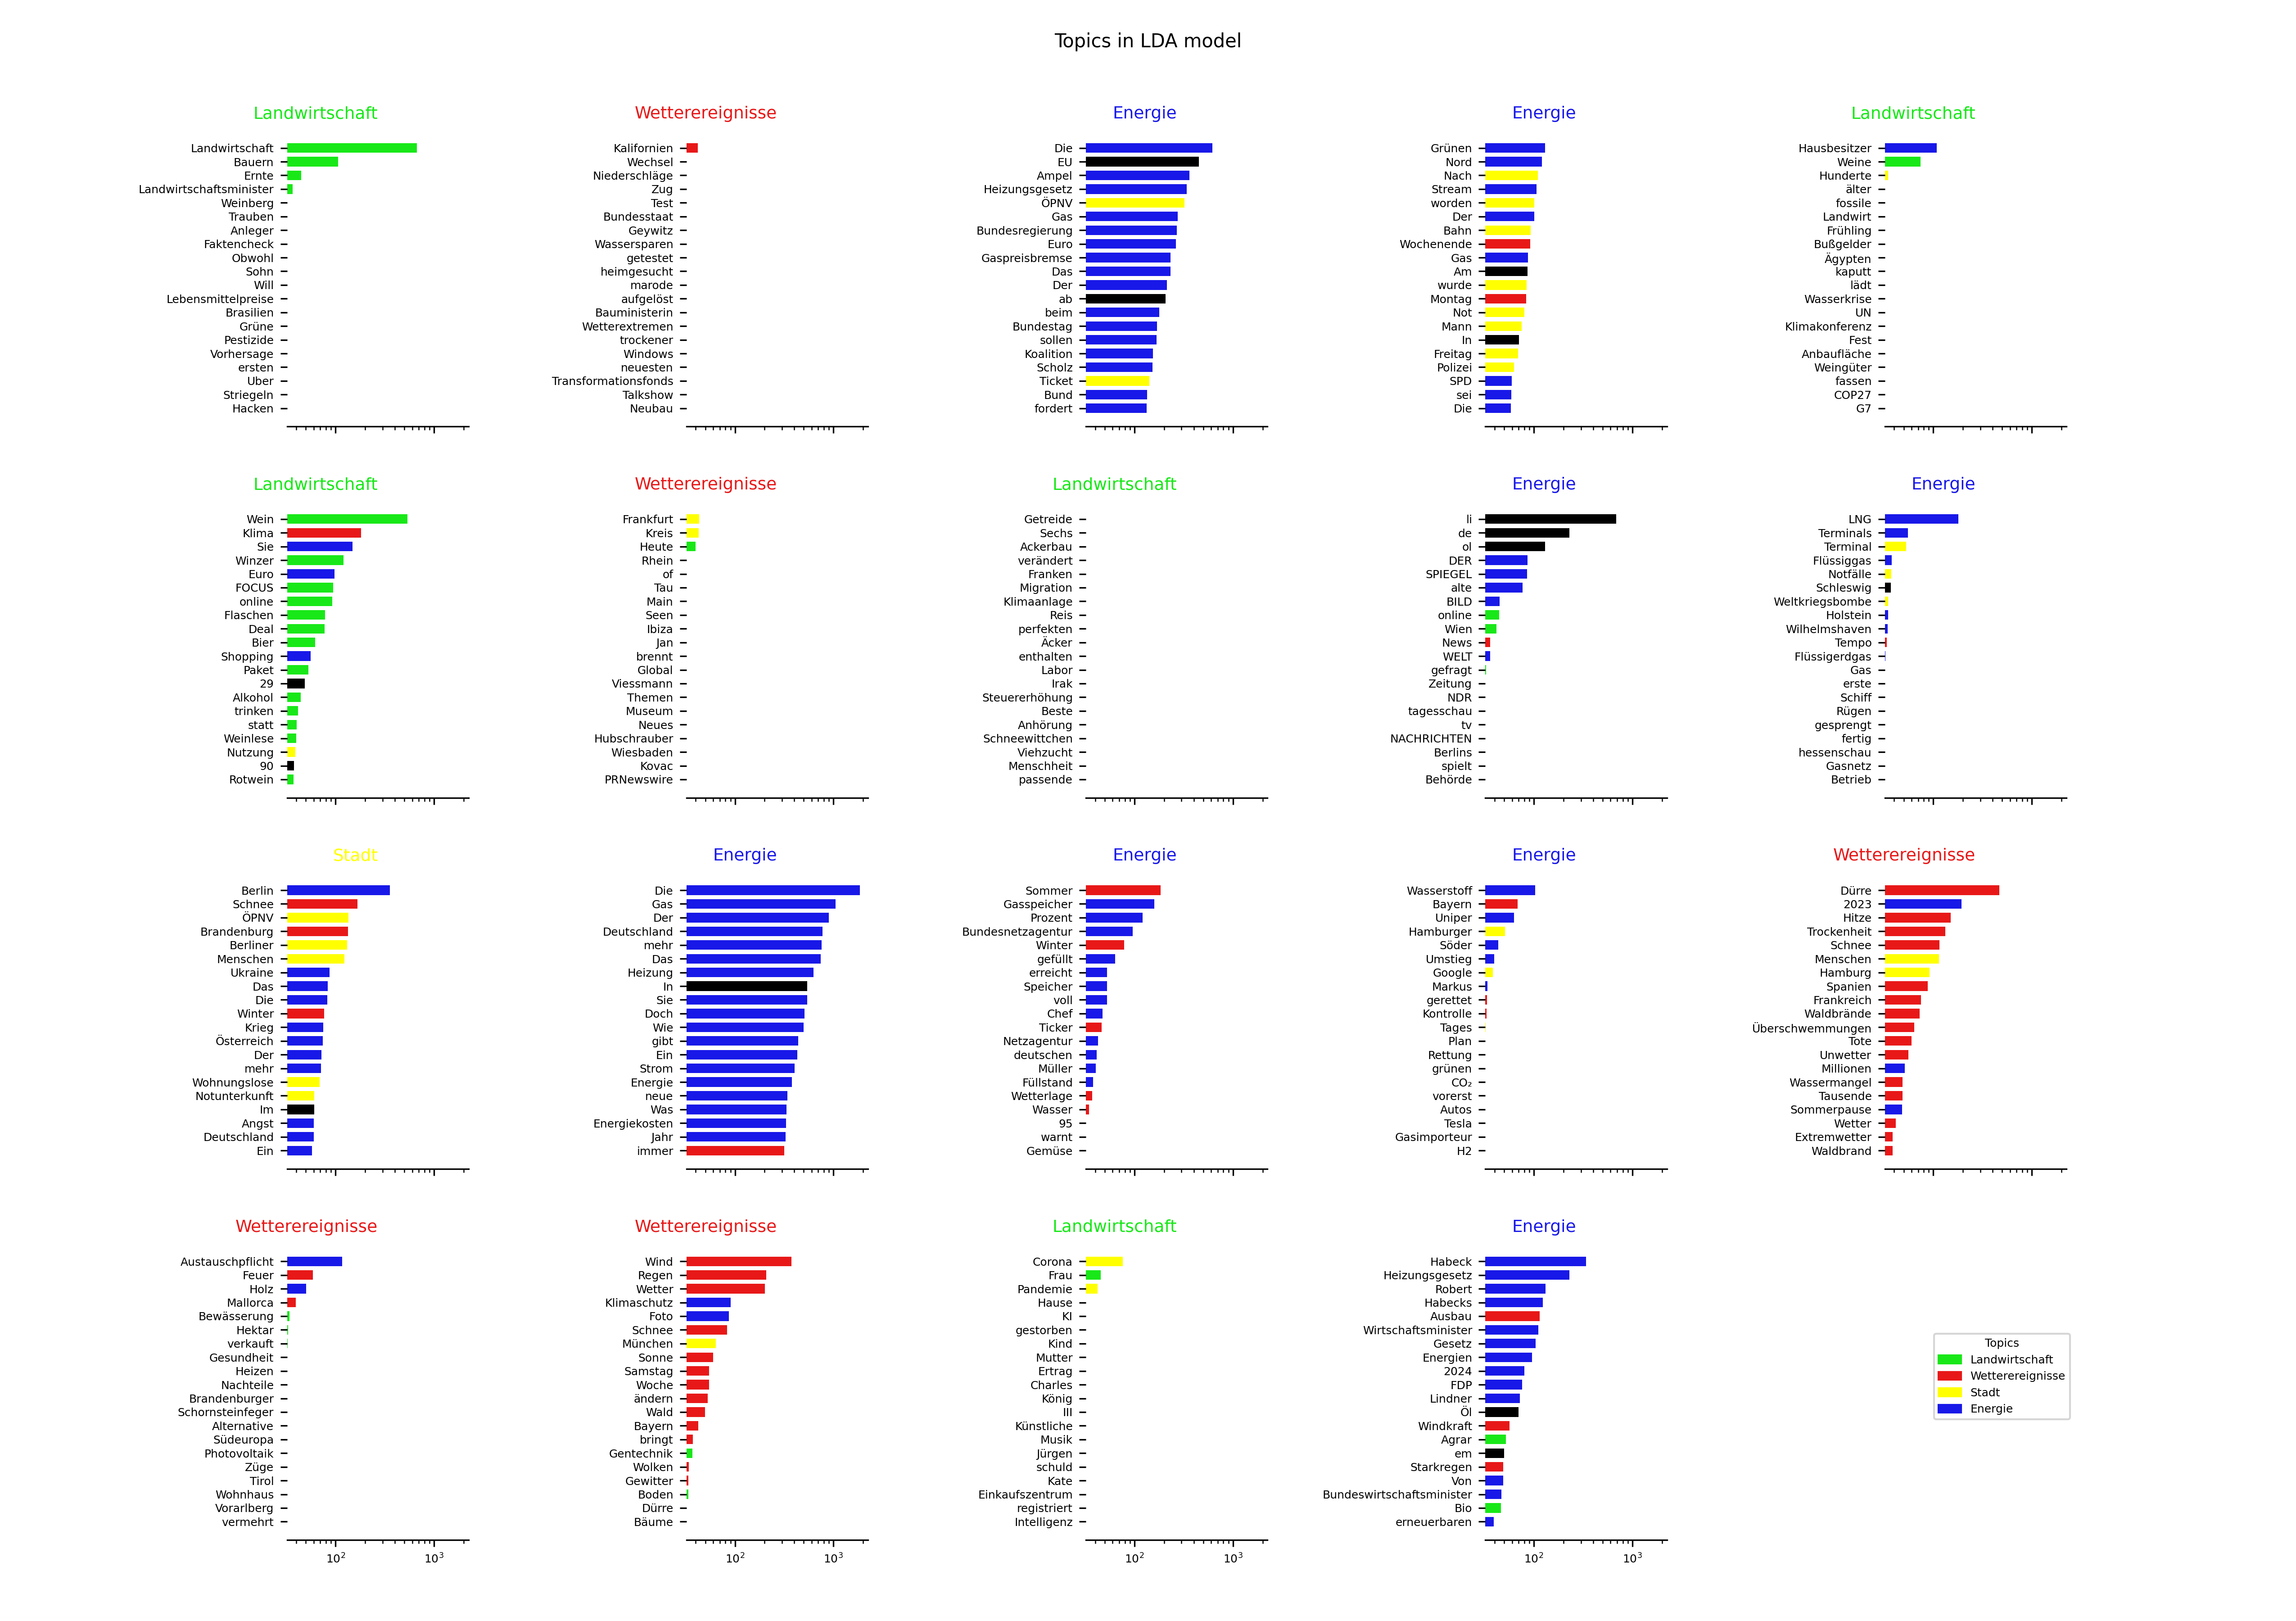 Topics in LDA model
Landwirtschaft
Landwirtschaft
Bauern
Ernte
Landwirtschaftsminister
Weinberg
Trauben
Anleger
Faktencheck
Obwohl
Sohn
Will
Lebensmittelpreise
Brasilien
Grüne
Pestizide
Vorhersage
ersten
Uber
Striegeln
Hacken
Wetterereignisse
Kalifornien
Wechsel
Niederschläge
Zug
Test
Bundesstaat
Geywitz
Wassersparen
getestet
heimgesucht
marode
aufgelöst
Bauministerin
Wetterextremen
trockener
Windows
neuesten
Transformationsfonds
Talkshow
Neubau
Energie
Die
EU
Ampel
Heizungsgesetz
ÖPNV
Gas
Bundesregierung
Euro
Gaspreisbremse
Das
Der
ab
beim
Bundestag
sollen
Koalition
Scholz
Ticket
Bund
fordert
Energie
Grünen
Nord
Nach
Stream
worden
Der
Bahn
Wochenende
Gas
Am
wurde
Montag
Not
Mann
In
Freitag
Polizei
SPD
sei
Die
Landwirtschaft
Hausbesitzer
Weine
Hunderte
älter
fossile
Landwirt
Frühling
Bußgelder
Ägypten
kaputt
lädt
Wasserkrise
UN
Klimakonferenz
Fest
Anbaufläche
Weingüter
fassen
COP27
G7
Landwirtschaft
Wein
Klima
Sie
Winzer
Euro
FOCUS
online
Flaschen
Deal
Bier
Shopping
Paket
29
Alkohol
trinken
statt
Weinlese
Nutzung
90
Rotwein
Wetterereignisse
Frankfurt
Kreis
Heute
Rhein
of
Tau
Main
Seen
Ibiza
Jan
brennt
Global
Viessmann
Themen
Museum
Neues
Hubschrauber
Wiesbaden
Kovac
PRNewswire
Landwirtschaft
Getreide
Sechs
Ackerbau
verändert
Franken
Migration
Klimaanlage
Reis
perfekten
Äcker
enthalten
Labor
Irak
Steuererhöhung
Beste
Anhörung
Schneewittchen
Viehzucht
Menschheit
passende
Energie
li
de
ol
DER
SPIEGEL
alte
BILD
online
Wien
News
WELT
gefragt
Zeitung
NDR
tagesschau
tv
NACHRICHTEN
Berlins
spielt
Behörde
Energie
LNG
Terminals
Terminal
Flüssiggas
Notfälle
Schleswig
Weltkriegsbombe
Holstein
Wilhelmshaven
Tempo
Flüssigerdgas
Gas
erste
Schiff
Rügen
gesprengt
fertig
hessenschau
Gasnetz
Betrieb
Stadt
Berlin
Schnee
ÖPNV
Brandenburg
Berliner
Menschen
Ukraine
Das
Die
Winter
Krieg
Österreich
Der
mehr
Wohnungslose
Notunterkunft
Im
Angst
Deutschland
Ein
Energie
Die
Gas
Der
Deutschland
mehr
Das
Heizung
In
Sie
Doch
Wie
gibt
Ein
Strom
Energie
neue
Was
Energiekosten
Jahr
immer
Energie
Sommer
Gasspeicher
Prozent
Bundesnetzagentur
Winter
gefüllt
erreicht
Speicher
voll
Chef
Ticker
Netzagentur
deutschen
Müller
Füllstand
Wetterlage
Wasser
95
warnt
Gemüse
Energie
Wasserstoff
Bayern
Uniper
Hamburger
Söder
Umstieg
Google
Markus
gerettet
Kontrolle
Tages
Plan
Rettung
grünen
CO₂
vorerst
Autos
Tesla
Gasimporteur
H2
Wetterereignisse
Dürre
2023
Hitze
Trockenheit
Schnee
Menschen
Hamburg
Spanien
Frankreich
Waldbrände
Überschwemmungen
Tote
Unwetter
Millionen
Wassermangel
Tausende
Sommerpause
Wetter
Extremwetter
Waldbrand
Wetterereignisse
Austauschpflicht
Feuer
Holz
Mallorca
Bewässerung
Hektar
verkauft
Gesundheit
Heizen
Nachteile
Brandenburger
Schornsteinfeger
Alternative
Südeuropa
Photovoltaik
Züge
Tirol
Wohnhaus
Vorarlberg
vermehrt
10² 10³
Wetterereignisse
Wind
Regen
Wetter
Klimaschutz
Foto
Schnee
München
Sonne
Samstag
Woche
ändern
Wald
Bayern
bringt
Gentechnik
Wolken
Gewitter
Boden
Dürre
Bäume
10² 10³
Landwirtschaft
Corona
Frau
Pandemie
Hause
KI
gestorben
Kind
Mutter
Ertrag
Charles
König
III
Künstliche
Musik
Jürgen
schuld
Kate
Einkaufszentrum
registriert
Intelligenz
10² 10³
Energie
Habeck
Heizungsgesetz
Robert
Habecks
Ausbau
Wirtschaftsminister
Gesetz
Energien
2024
FDP
Lindner
Öl
Windkraft
Agrar
em
Starkregen
Von
Bundeswirtschaftsminister
Bio
erneuerbaren
10² 10³
Topics
Landwirtschaft
Wetterereignisse
Stadt
Energie